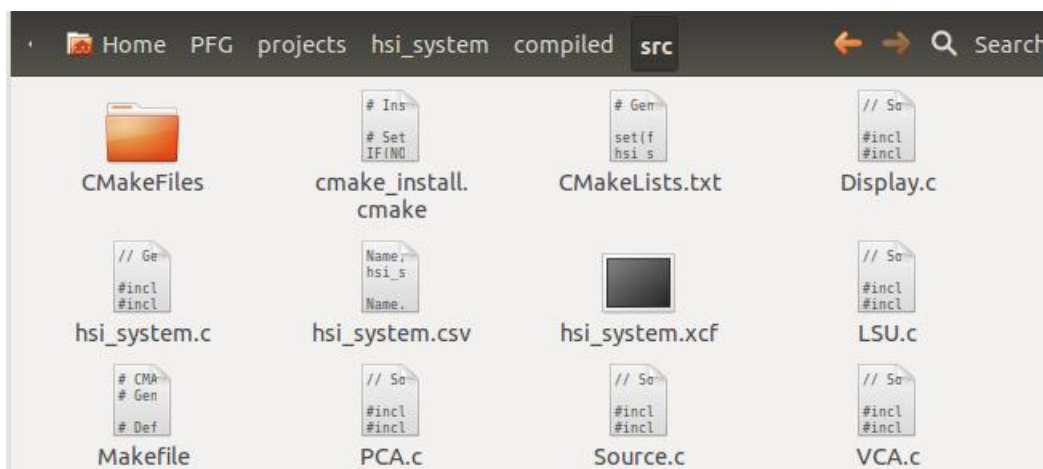 Home PFG projects hsi_system compiled src Search
# Ins
# Set
IF(NO
# Gen
set(f
hsi_s
// So
#incl
#incl
CMakeFiles
cmake_install.
cmake
CMakeLists.txt
Display.c
// Ge
#incl
#incl
Name,
hsi_s
Name.
// So
#incl
#incl
hsi_system.c
hsi_system.csv
hsi_system.xcf
LSU.c
# CMA
# Gen
# Def
// So
#incl
#incl
// So
#incl
#incl
// So
#incl
#incl
Makefile
PCA.c
Source.c
VCA.c